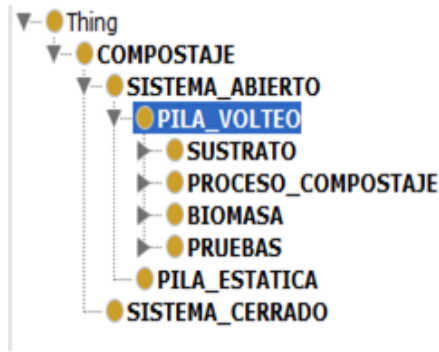 Thing
COMPOSTAJE
SISTEMA_ABIERTO
PILA_VOLTEO
SUSTRATO
PROCESO_COMPOSTAJE
BIOMASA
PRUEBAS
PILA_ESTATICA
SISTEMA_CERRADO